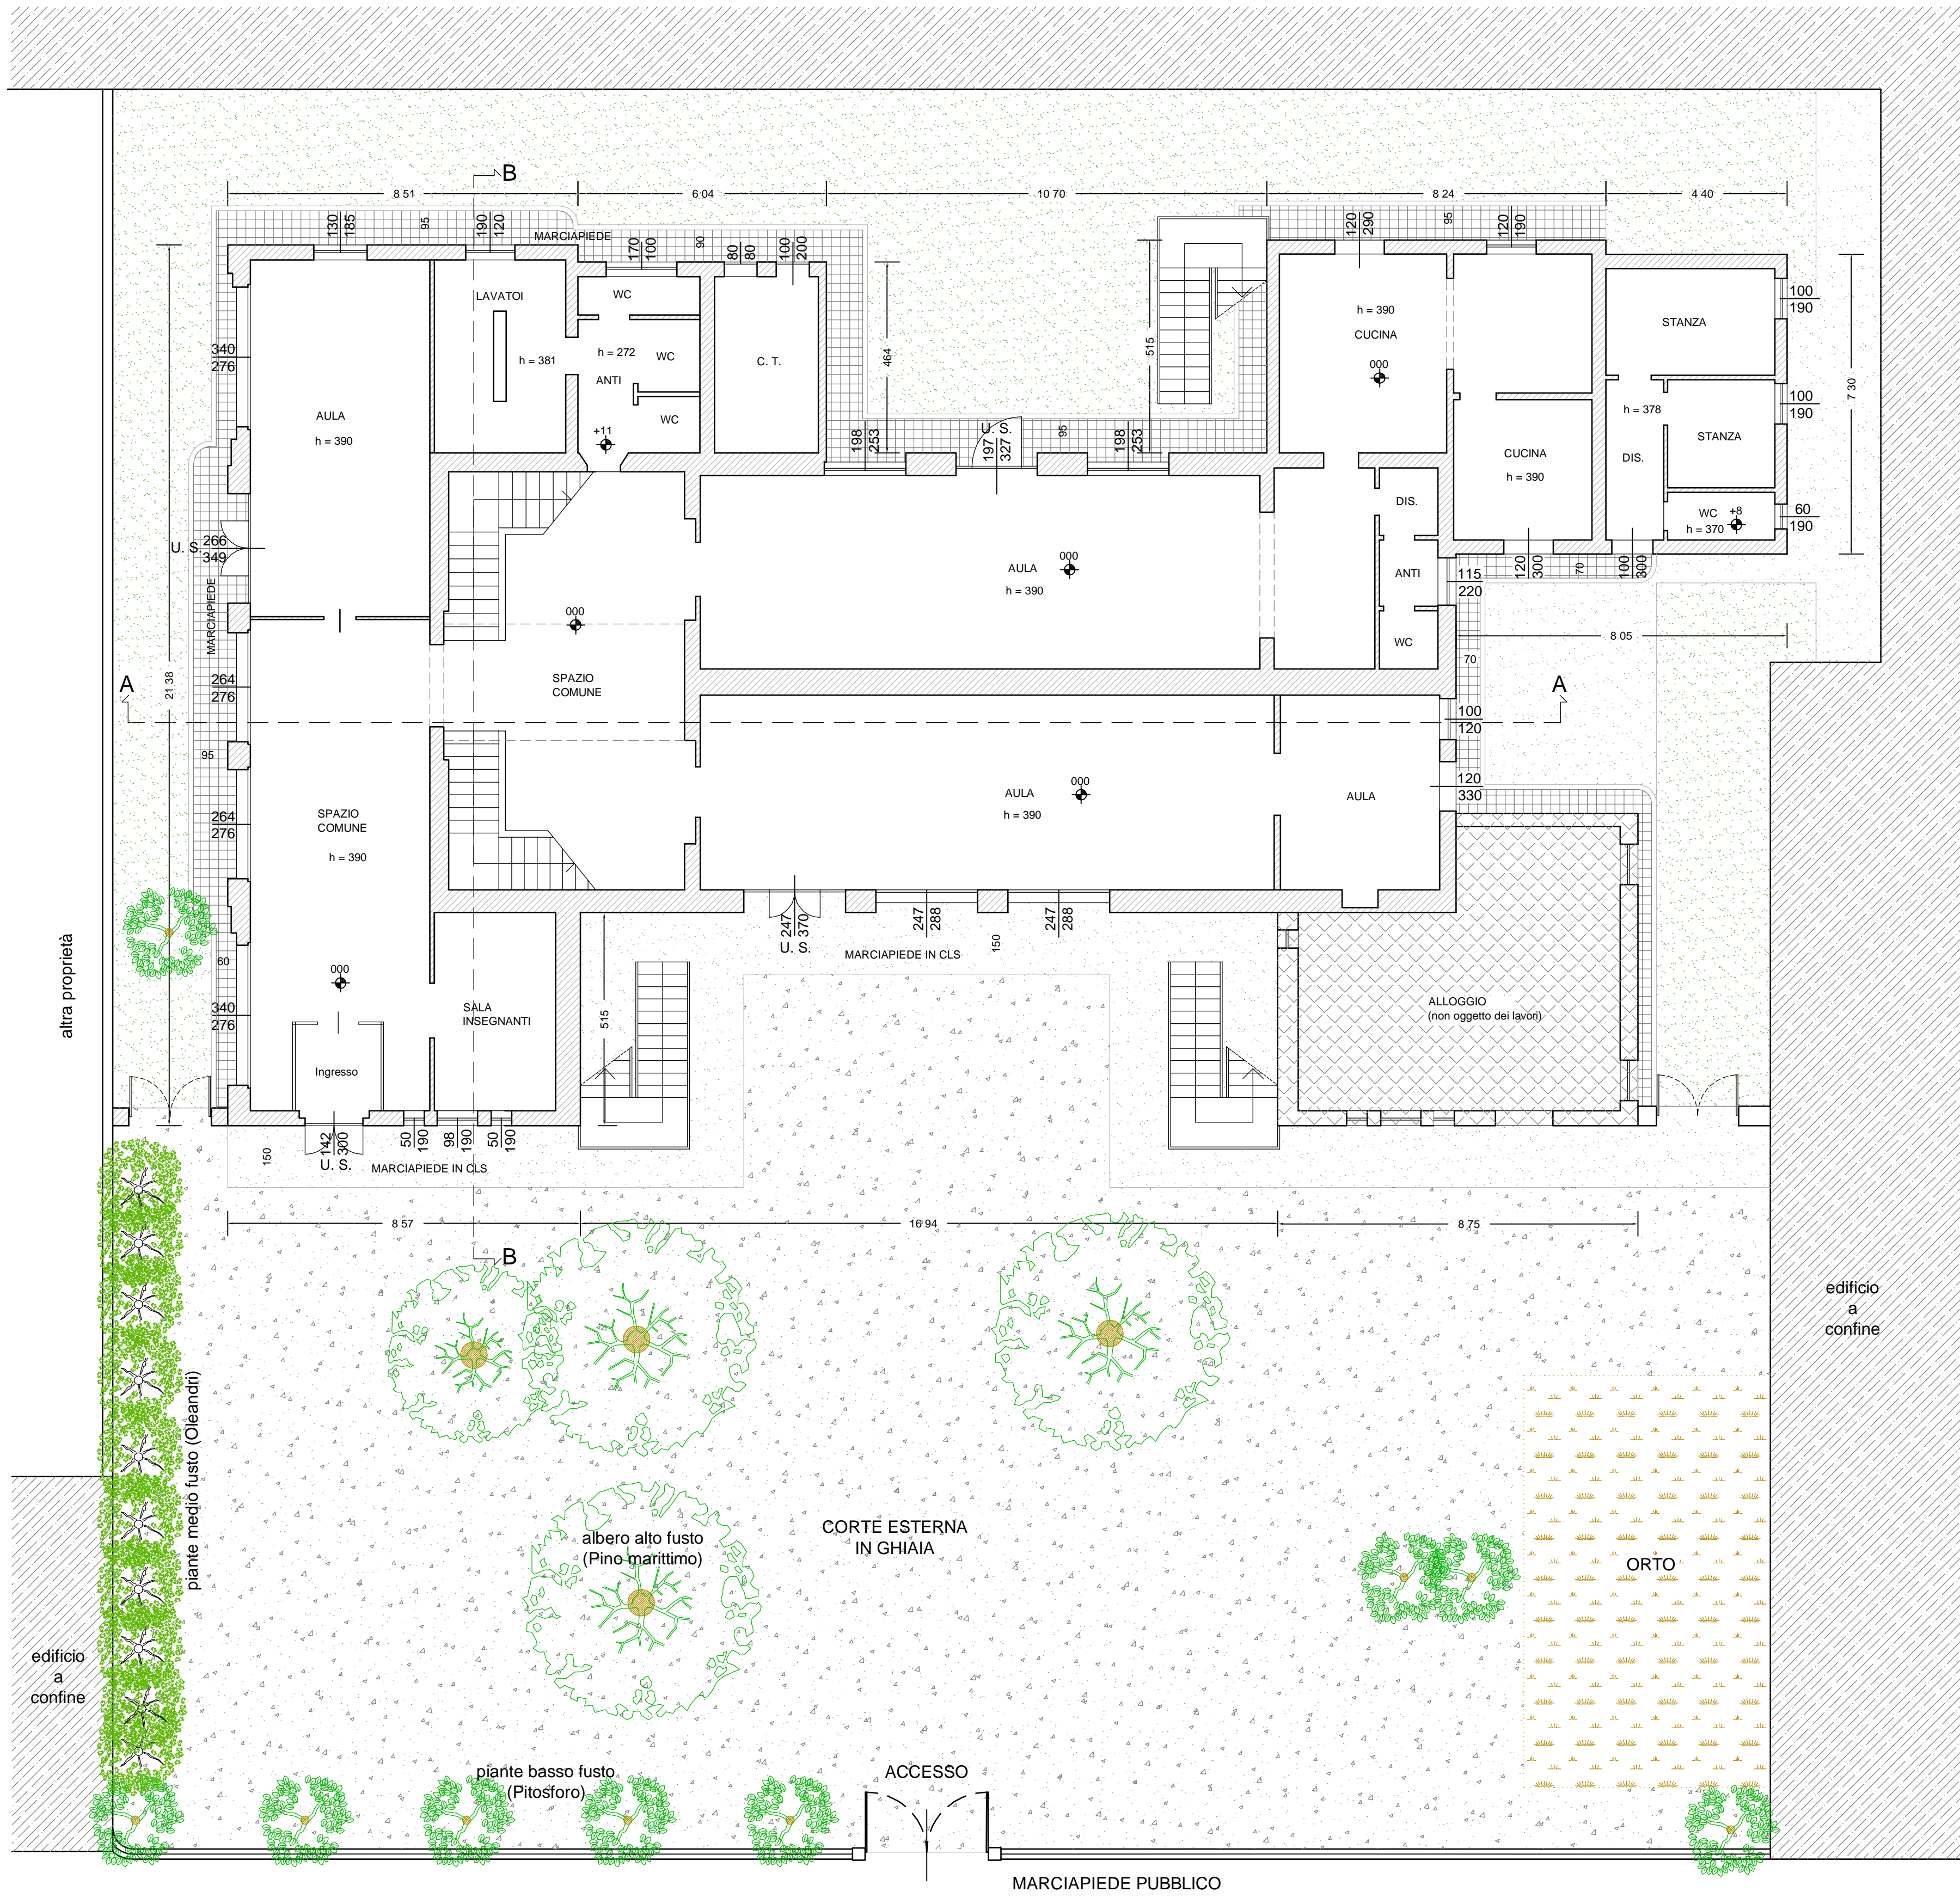 B
8 51
6 04
10 70
8 24
4 40
130
185
95
190
120
MARCIAPIEDE
170
100
90
80
80
100
200
120
290
95
120
190
LAVATOI
WC
h = 390
CUCINA
000
STANZA
100
190
340
276
h = 381
h = 272
WC
ANTI
C. T.
464
515
h = 378
100
190
7 30
AULA
h = 390
WC
+11
198
253
U. S.
197
327
95
198
253
CUCINA
h = 390
DIS.
STANZA
DIS.
WC
+8
h = 370
60
190
U. S.
266
349
MARCIAPIEDE
AULA
h = 390
000
ANTI
115
220
120
300
70
100
300
000
WC
70
8 05
A
21 38
264
276
SPAZIO
COMUNE
A
100
120
95
120
330
264
276
SPAZIO
COMUNE
h = 390
AULA
h = 390
000
AULA
altra proprietà
60
000
247
370
U. S.
247
288
150
247
288
MARCIAPIEDE IN CLS
340
276
SALA
INSEGNANTI
515
ALLOGGIO
(non oggetto dei lavori)
Ingresso
150
142
300
U. S.
50
190
98
190
50
190
MARCIAPIEDE IN CLS
8 57
16 94
8 75
B
edificio
a
confine
piante medio fusto (Oleandri)
albero alto fusto
(Pino marittimo)
CORTE ESTERNA
IN GHIAIA
ORTO
edificio
a
confine
piante basso fusto
(Pitosforo)
ACCESSO
MARCIAPIEDE PUBBLICO